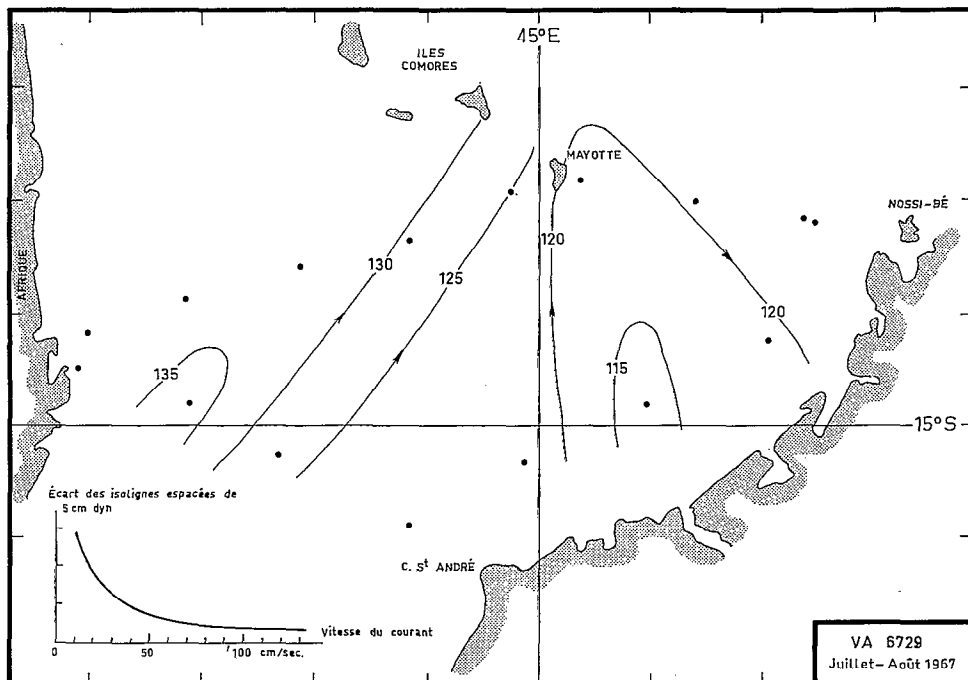 45°E
ILES
COMORES
MAYOTTE
NOSSI-BÉ
AFRIQUE
130
125
120
120
135
115
15°S
Écart des isolignes espacées de
5 cm dyn
C. St ANDRÉ
Vitesse du courant
0 50 100 cm/sec.
VA 6729
Juillet-Août 1967